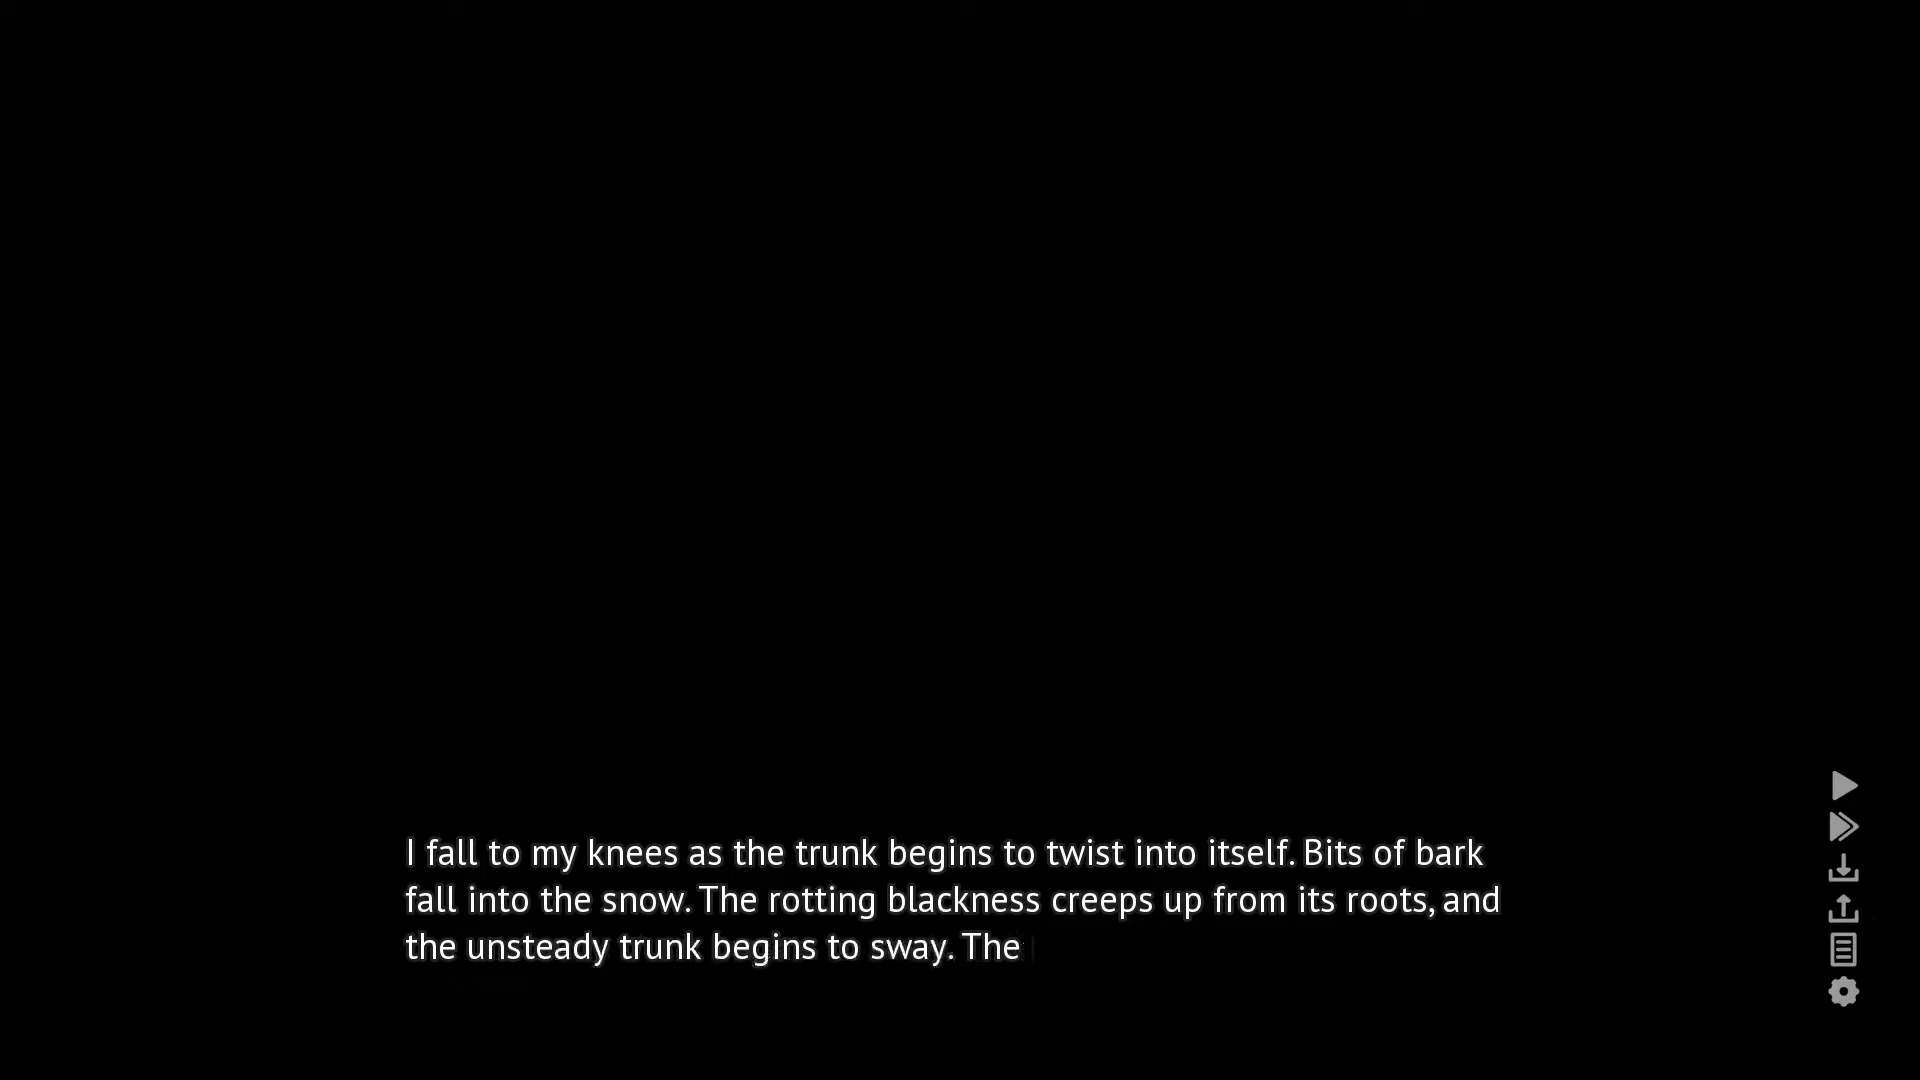 I fall to my knees as the trunk begins to twist into itself. Bits of bark
fall into the snow. The rotting blackness creeps up from its roots, and
the unsteady trunk begins to sway. The